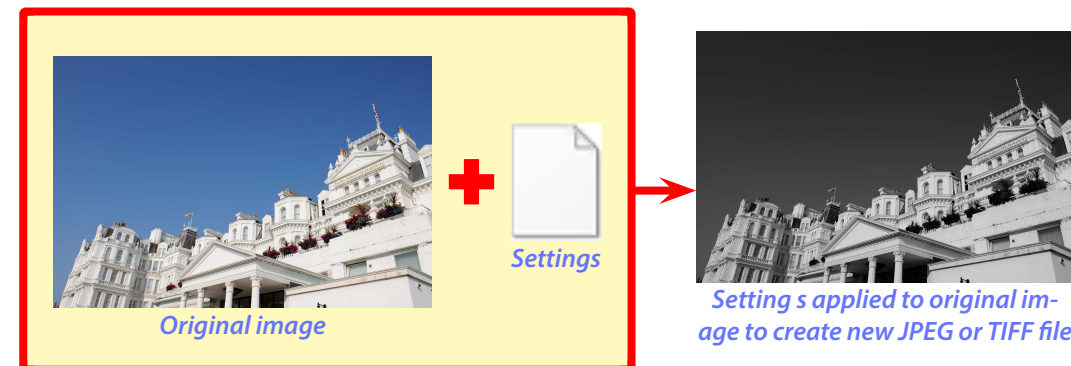 Settings
Original image
Setting s applied to original im-
age to create new JPEG or TIFF file